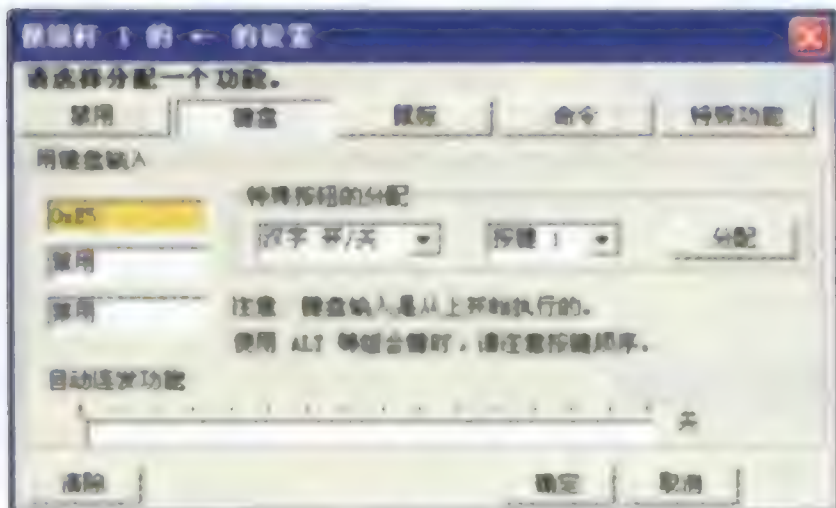 操纵杆 1 的 ← 的设置
请选择分配一个功能。
禁用 键盘 鼠标 命令 特殊功能
用键盘输入
特殊按钮的分配
0x25
汉字 开/关 按键 1 分配
禁用
禁用
注意 键盘输入是从上开始执行的。
使用 ALT 等组合键时，请注意按键顺序。
自动连发功能
关
清除 确定 取消